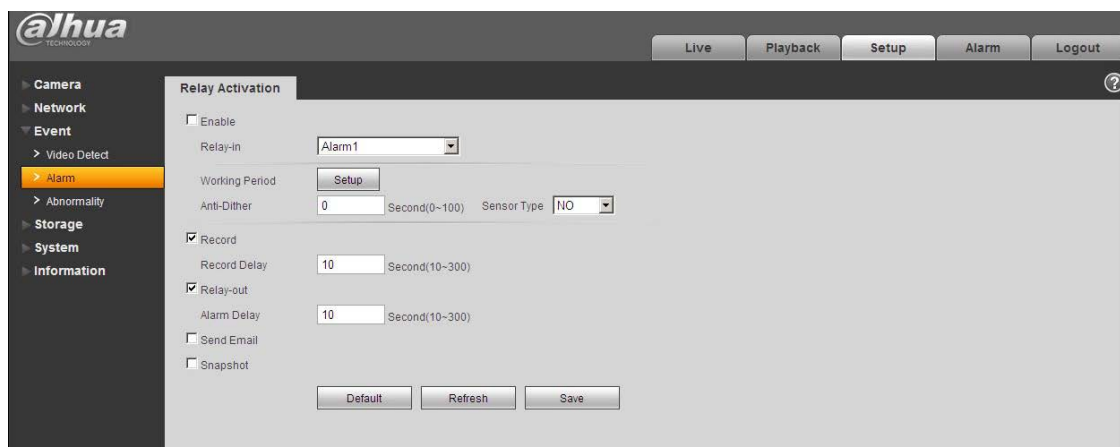 alhua
TECHNOLOGY
Live Playback Setup Alarm Logout
Camera
Network
Event
> Video Detect
> Alarm
> Abnormality
Storage
System
Information
Relay Activation
?
Enable
Relay-in Alarm1
Working Period Setup
Anti-Dither 0 Second(0~100) Sensor Type NO
Record
Record Delay 10 Second(10~300)
Relay-out
Alarm Delay 10 Second(10~300)
Send Email
Snapshot
Default Refresh Save